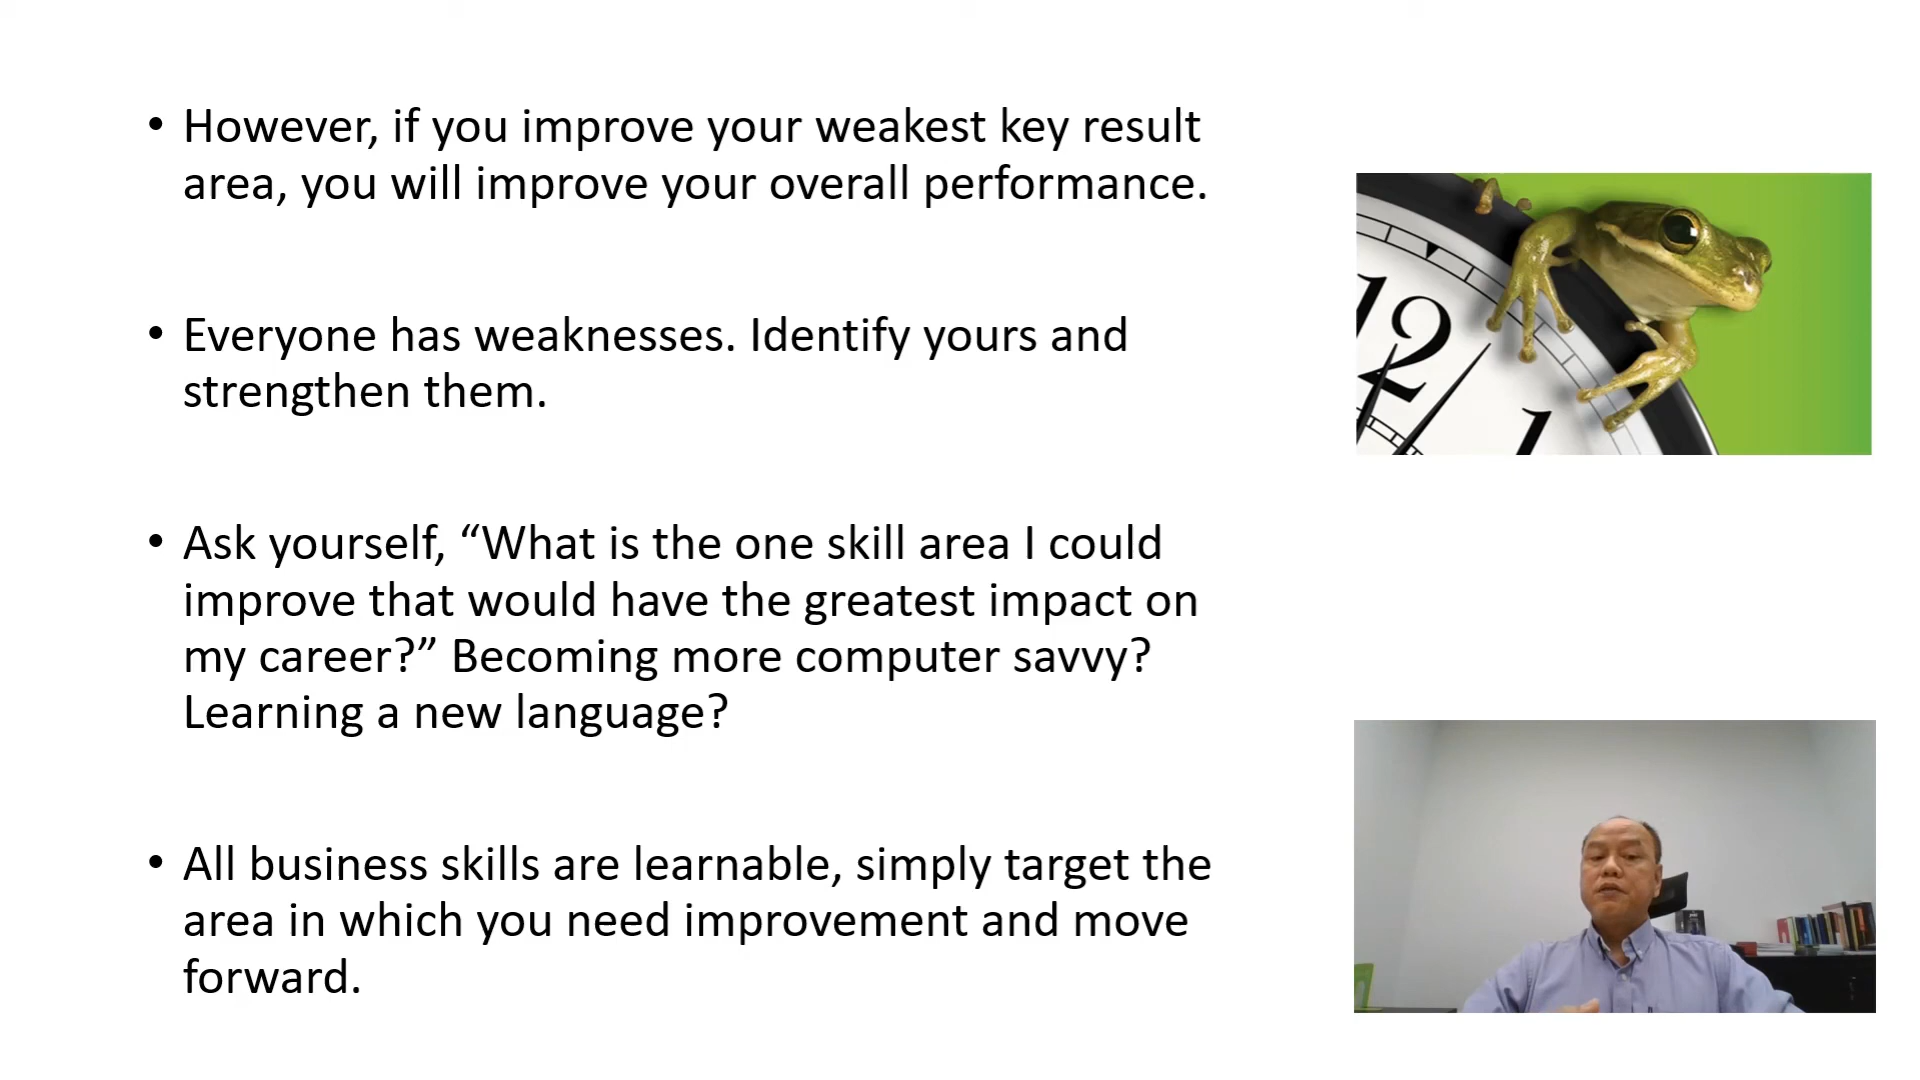 • However, if you improve your weakest key result
area, you will improve your overall performance.
• Everyone has weaknesses. Identify yours and
strengthen them.
• Ask yourself, “What is the one skill area I could
improve that would have the greatest impact on
my career?” Becoming more computer savvy?
Learning a new language?
• All business skills are learnable, simply target the
area in which you need improvement and move
forward.
12
1